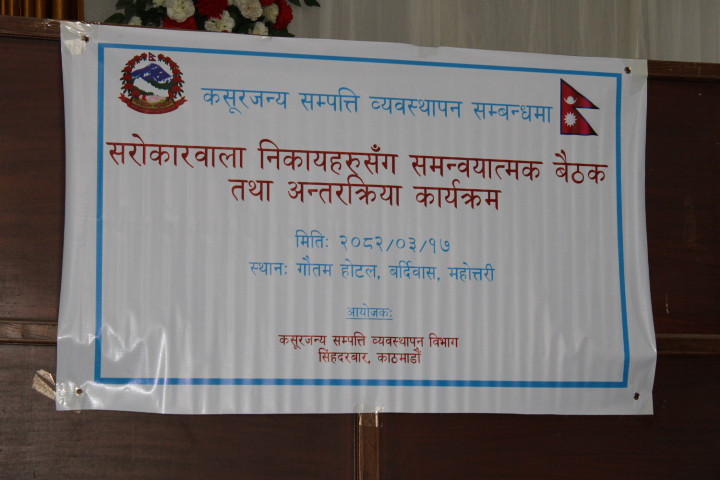 कसूरजन्य सम्पत्ति व्यवस्थापन सम्बन्धमा
सरोकारवाला निकायहरुसँग समन्वयात्मक बैठक
तथा अन्तरक्रिया कार्यक्रम
मितिः २०८२/०३/१७
स्थानः गौतम होटल, बर्दिवास, महोत्तरी
आयोजकः
कसूरजन्य सम्पत्ति व्यवस्थापन विभाग
सिंहदरबार, काठमाडौं